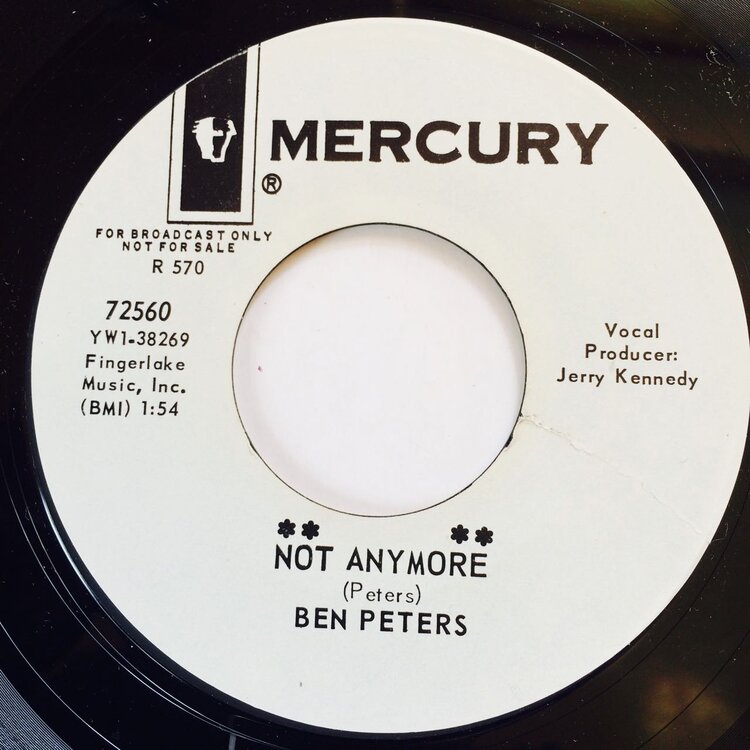 MERCURY
®
FOR BROADCAST ONLY
NOT FOR SALE
R 570
72560
YW1-38269
Fingerlake
Music, Inc.
(BMI) 1:54
Vocal
Producer:
Jerry Kennedy
** **
NOT ANYMORE
(Peters)
BEN PETERS